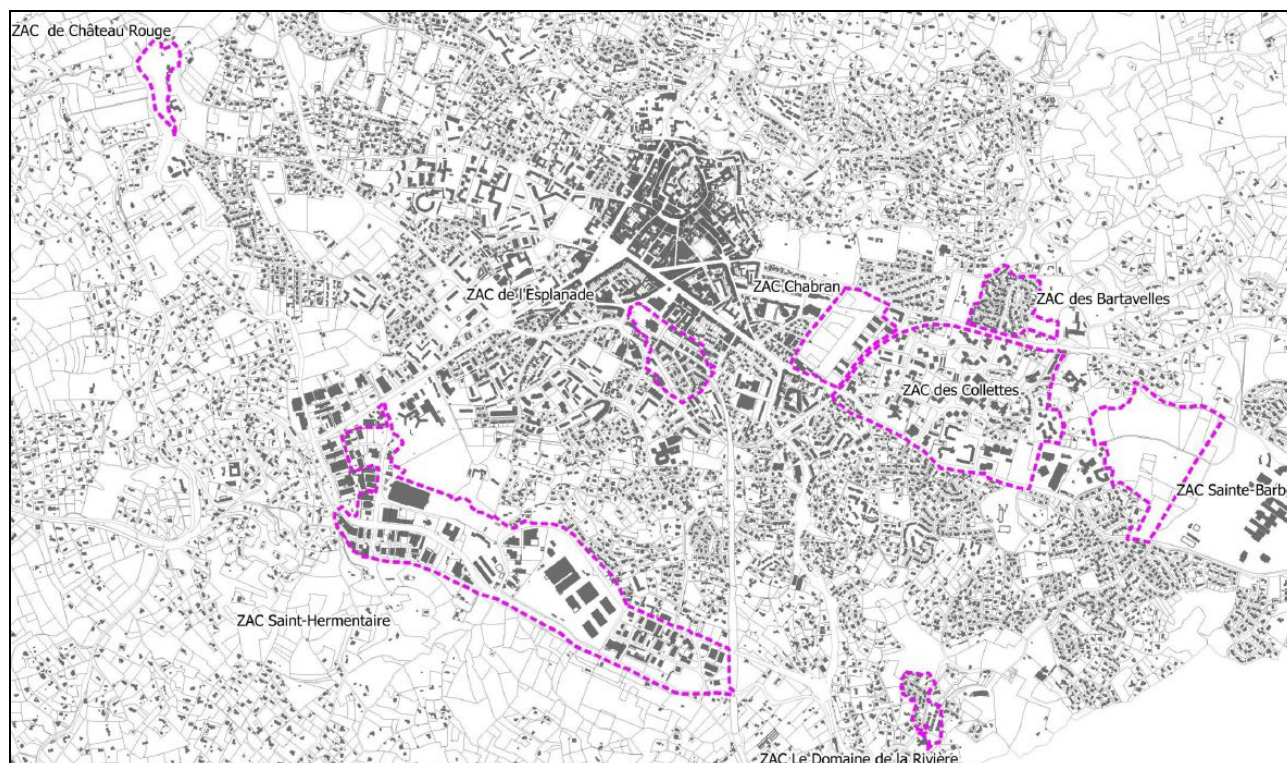 ZAC de Château Rouge
ZAC de l'Esplanade
ZAC Chabran
ZAC des Bartavelles
ZAC des Collettes
ZAC Sainte-Barb
ZAC Saint-Hermentaire
ZAC Le Domaine de la Rivière